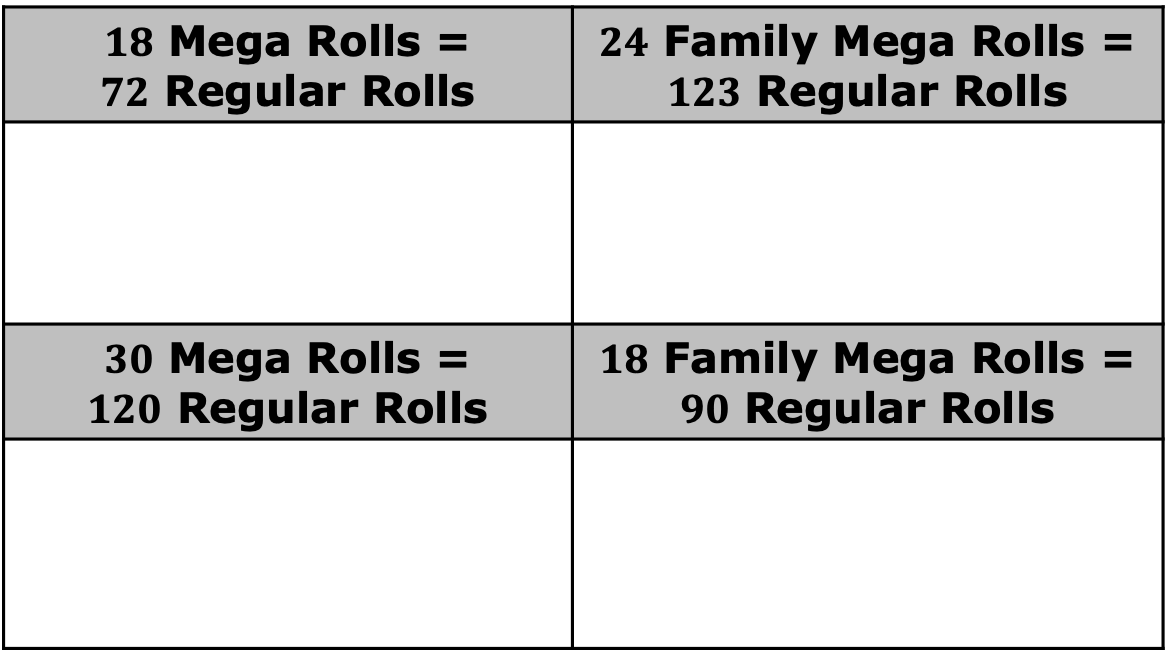 18 Mega Rolls =
72 Regular Rolls
24 Family Mega Rolls =
123 Regular Rolls
30 Mega Rolls =
120 Regular Rolls
18 Family Mega Rolls =
90 Regular Rolls